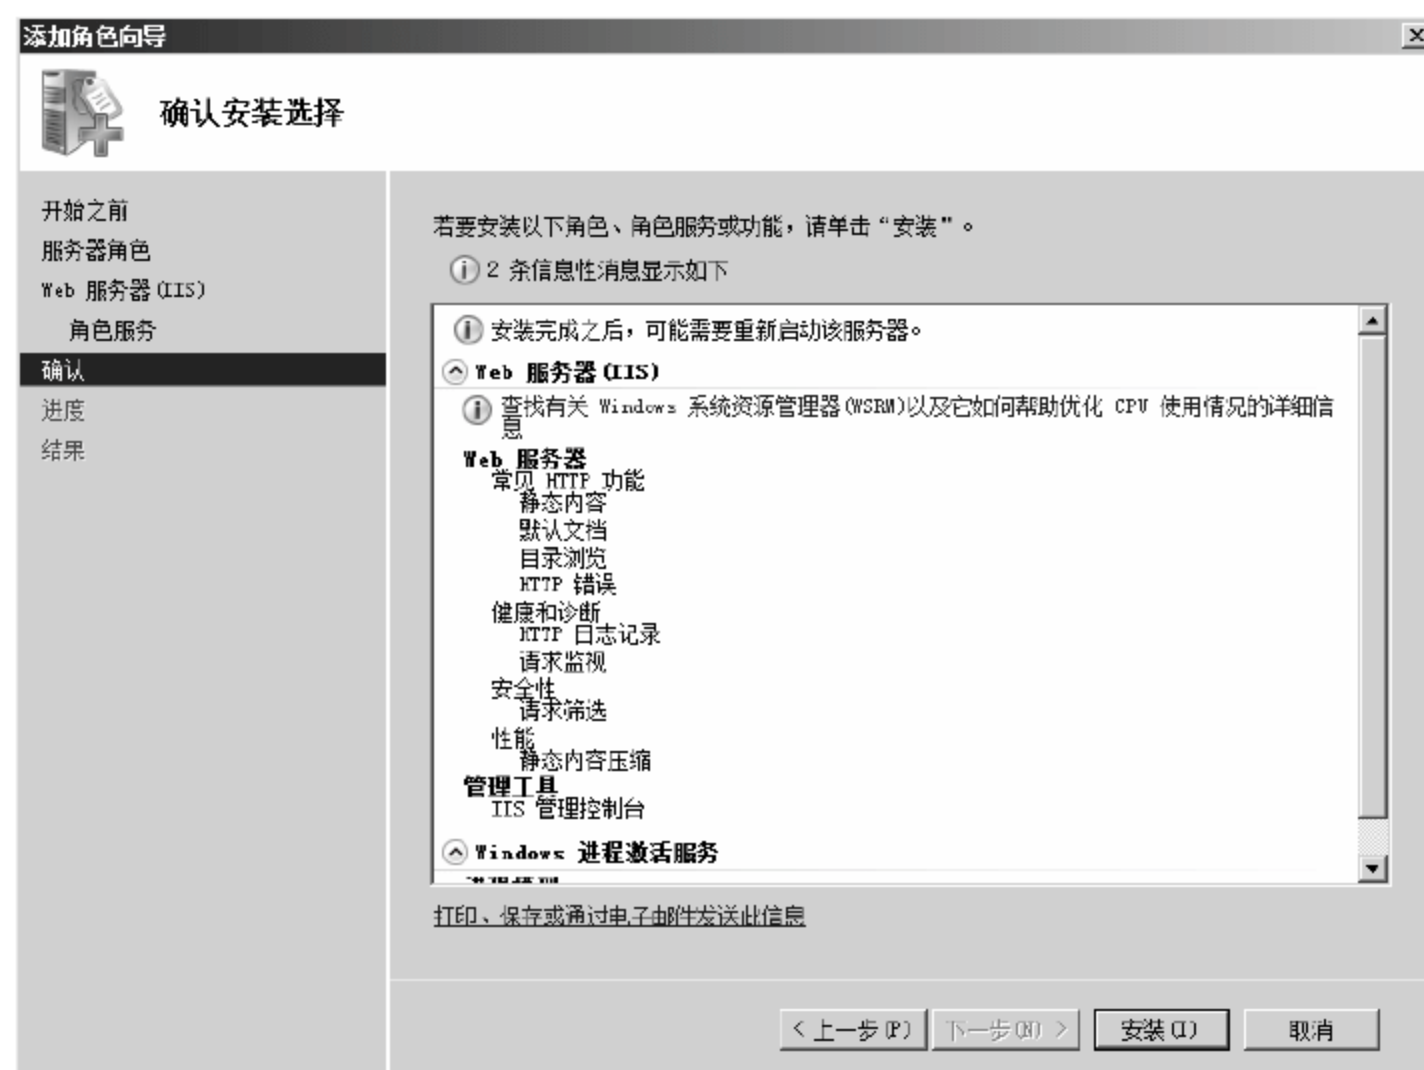 添加角色向导
确认安装选择
开始之前
服务器角色
Web 服务器(IIS)
角色服务
确认
进度
结果
若要安装以下角色、角色服务或功能，请单击“安装”。
2 条信息性消息显示如下
安装完成之后，可能需要重新启动该服务器。
Web 服务器(IIS)
查找有关 Windows 系统资源管理器(WSRM)以及它如何帮助优化 CPU 使用情况的详细信
息
Web 服务器
常见 HTTP 功能
静态内容
默认文档
目录浏览
HTTP 错误
健康和诊断
HTTP 日志记录
请求监视
安全性
请求筛选
性能
静态内容压缩
管理工具
IIS 管理控制台
Windows 进程激活服务
打印、保存或通过电子邮件发送此信息
< 上一步(P)
下一步(N) >
安装(I)
取消